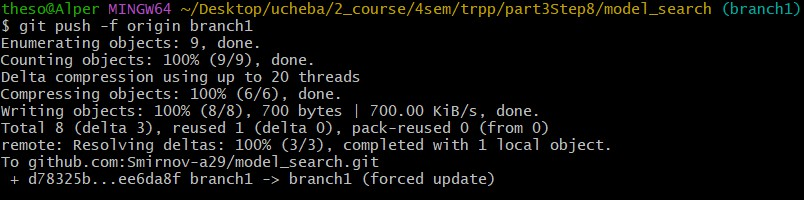 theso@Alper MINGW64 ~/Desktop/ucheba/2_course/4sem/trpp/part3Step8/model_search (branch1)
$ git push -f origin branch1
Enumerating objects: 9, done.
Counting objects: 100% (9/9), done.
Delta compression using up to 20 threads
Compressing objects: 100% (6/6), done.
Writing objects: 100% (8/8), 700 bytes | 700.00 KiB/s, done.
Total 8 (delta 3), reused 1 (delta 0), pack-reused 0 (from 0)
remote: Resolving deltas: 100% (3/3), completed with 1 local object.
To github.com:Smirnov-a29/model_search.git
 + d78325b...ee6da8f branch1 -> branch1 (forced update)